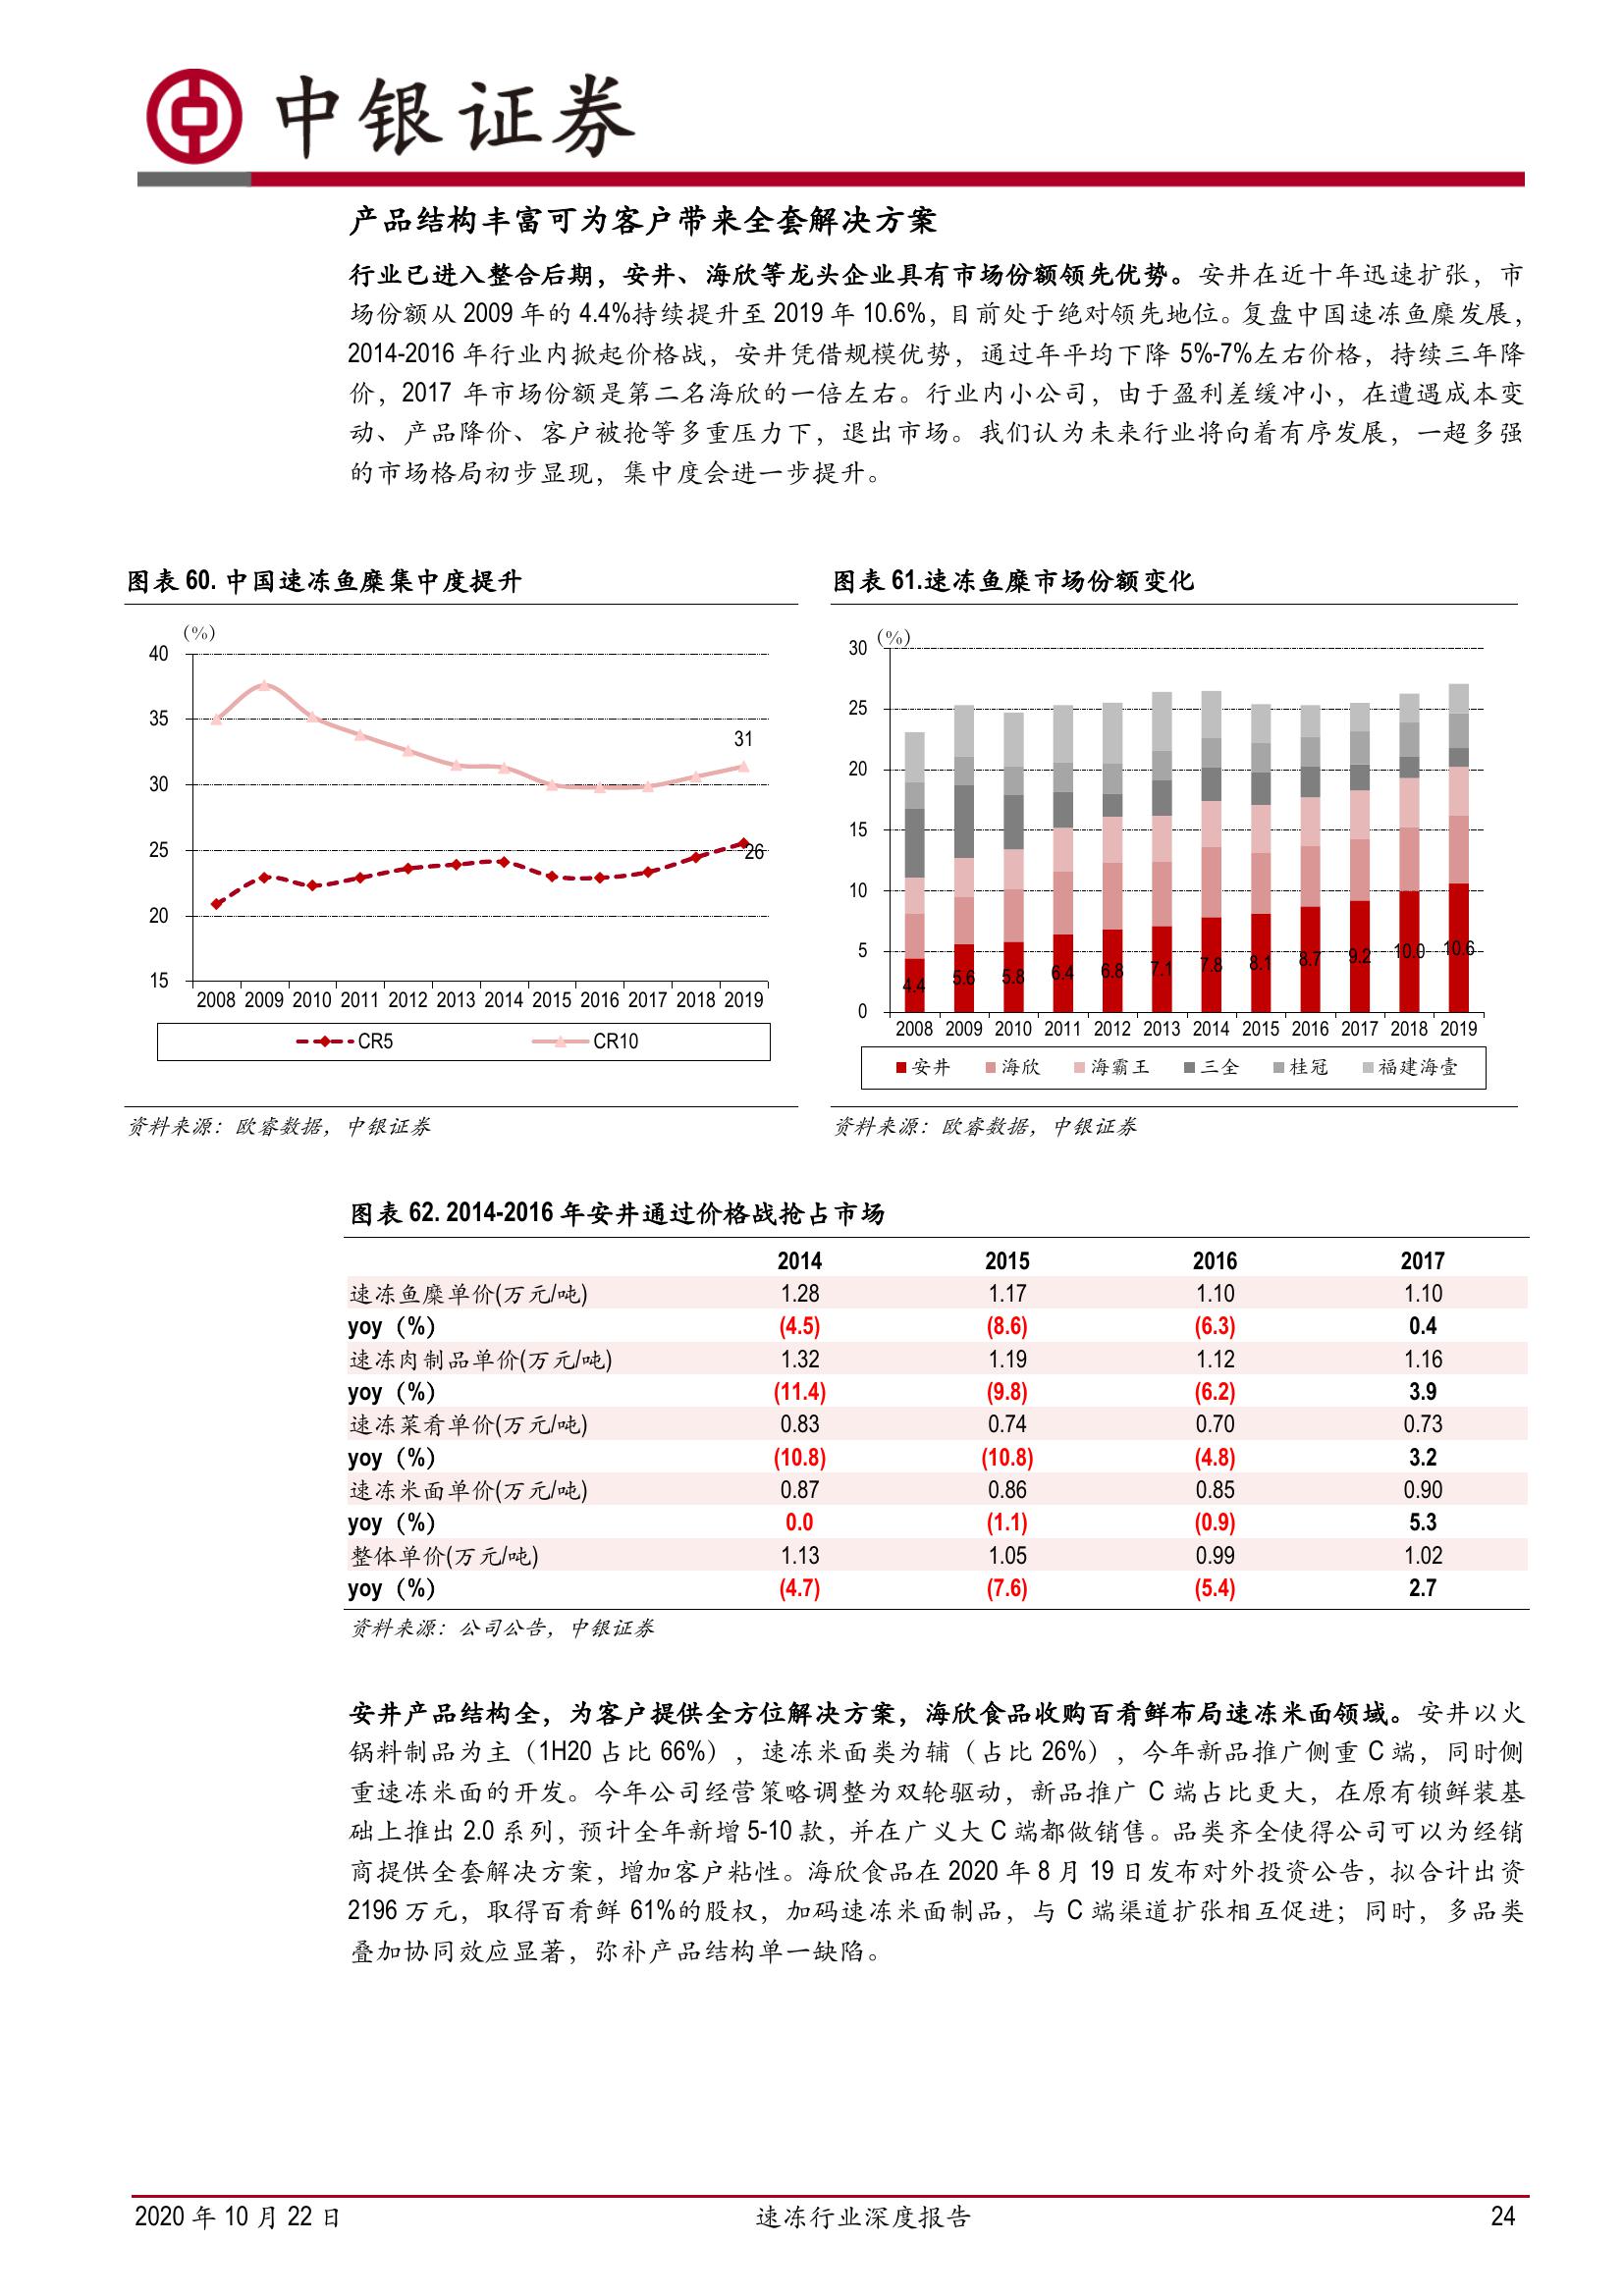 中银证券
产品结构丰富可为客户带来全套解决方案
行业已进入整合后期，安井、海欣等龙头企业具有市场份额领先优势。安井在近十年迅速扩张，市
场份额从 2009 年的 4.4%持续提升至 2019 年 10.6%，目前处于绝对领先地位。复盘中国速冻鱼糜发展，
2014-2016 年行业内掀起价格战，安井凭借规模优势，通过年平均下降 5%-7%左右价格，持续三年降
价，2017 年市场份额是第二名海欣的一倍左右。行业内小公司，由于盈利差缓冲小，在遭遇成本变
动、产品降价、客户被抢等多重压力下，退出市场。我们认为未来行业将向着有序发展，一超多强
的市场格局初步显现，集中度会进一步提升。
图表 60. 中国速冻鱼糜集中度提升
（%）
40
35
30
25
20
15
31
26
2008 2009 2010 2011 2012 2013 2014 2015 2016 2017 2018 2019
CR5 CR10
资料来源：欧睿数据，中银证券
图表 61.速冻鱼糜市场份额变化
（%）
30
25
20
15
10
5
0
4.4 5.6 5.8 6.4 6.8 7.1 7.8 8.1 8.7 9.2 10.0 10.6
2008 2009 2010 2011 2012 2013 2014 2015 2016 2017 2018 2019
安井 海欣 海霸王 三全 桂冠 福建海壹
资料来源：欧睿数据，中银证券
图表 62. 2014-2016 年安井通过价格战抢占市场
2014 2015 2016 2017
速冻鱼糜单价(万元/吨) 1.28 1.17 1.10 1.10
yoy（%） (4.5) (8.6) (6.3) 0.4
速冻肉制品单价(万元/吨) 1.32 1.19 1.12 1.16
yoy（%） (11.4) (9.8) (6.2) 3.9
速冻菜肴单价(万元/吨) 0.83 0.74 0.70 0.73
yoy（%） (10.8) (10.8) (4.8) 3.2
速冻米面单价(万元/吨) 0.87 0.86 0.85 0.90
yoy（%） 0.0 (1.1) (0.9) 5.3
整体单价(万元/吨) 1.13 1.05 0.99 1.02
yoy（%） (4.7) (7.6) (5.4) 2.7
资料来源：公司公告，中银证券
安井产品结构全，为客户提供全方位解决方案，海欣食品收购百肴鲜布局速冻米面领域。安井以火
锅料制品为主（1H20 占比 66%），速冻米面类为辅（占比 26%），今年新品推广侧重 C 端，同时侧
重速冻米面的开发。今年公司经营策略调整为双轮驱动，新品推广 C 端占比更大，在原有锁鲜装基
础上推出 2.0 系列，预计全年新增 5-10 款，并在广义大 C 端都做销售。品类齐全使得公司可以为经销
商提供全套解决方案，增加客户粘性。海欣食品在 2020 年 8 月 19 日发布对外投资公告，拟合计出资
2196 万元，取得百肴鲜 61%的股权，加码速冻米面制品，与 C 端渠道扩张相互促进；同时，多品类
叠加协同效应显著，弥补产品结构单一缺陷。
2020 年 10 月 22 日 速冻行业深度报告 24